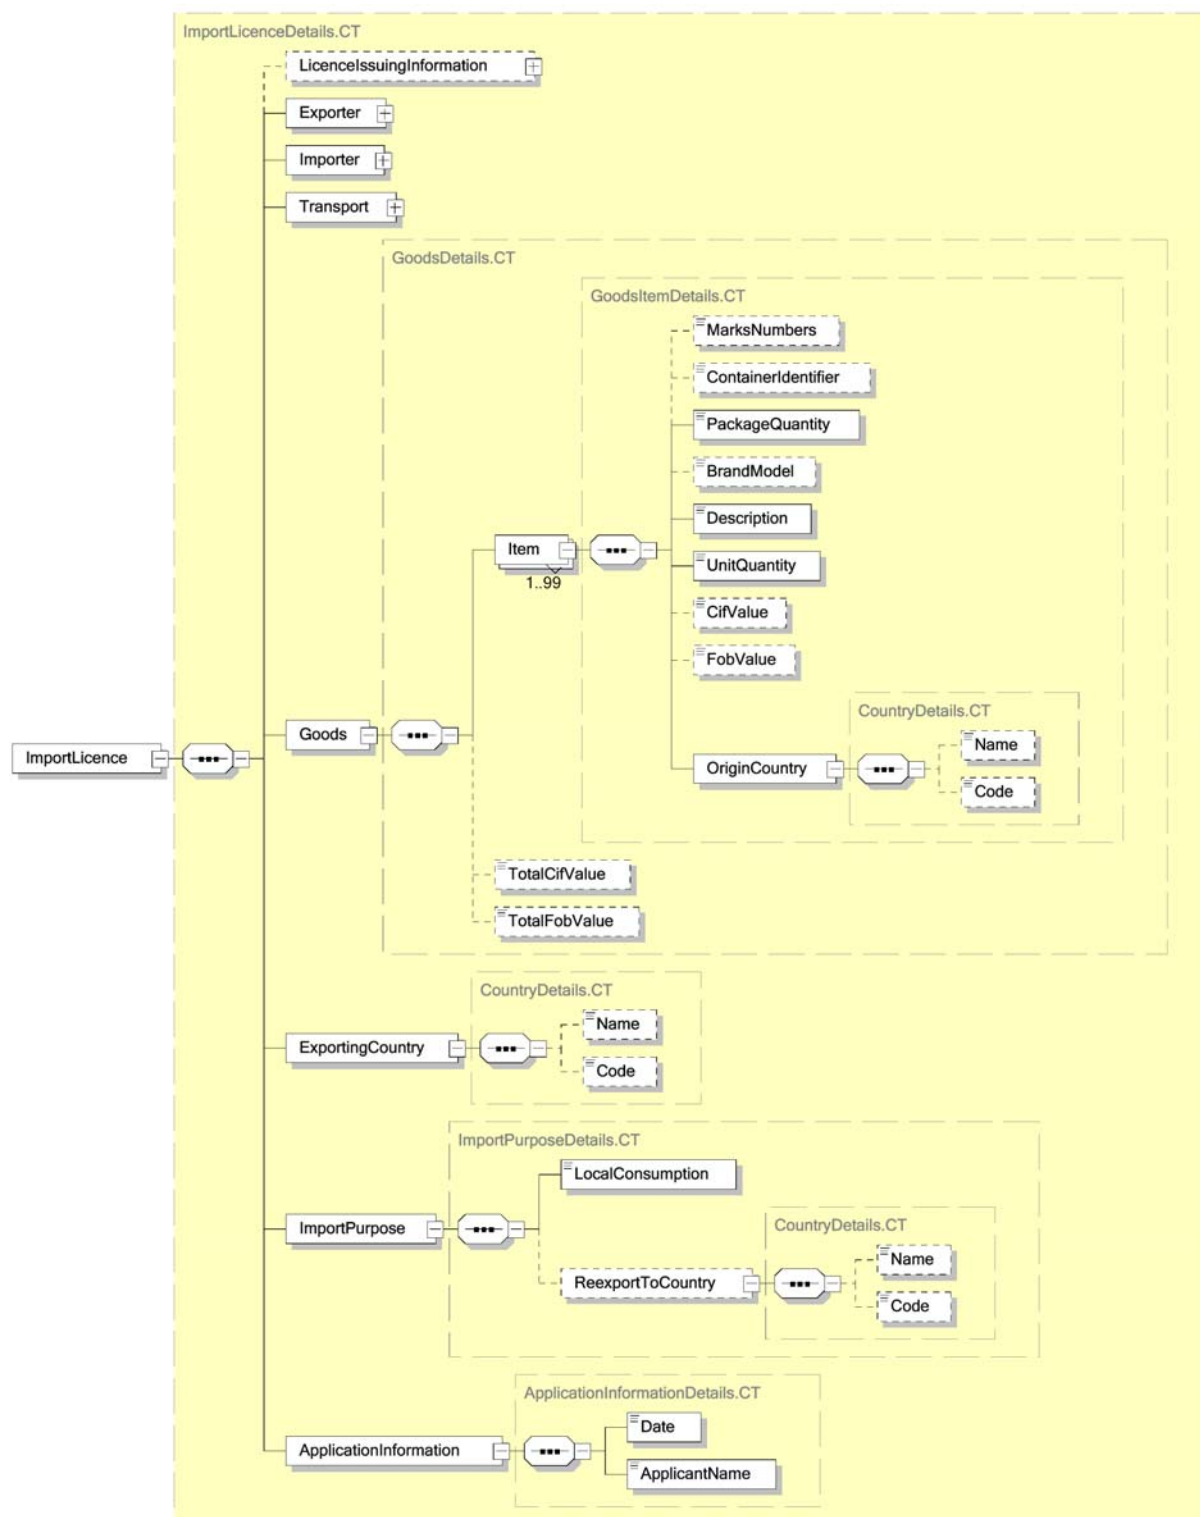 ImportLicenceDetails.CT
LicenceIssuingInformation
Exporter
Importer
Transport
GoodsDetails.CT
GoodsItemDetails.CT
MarksNumbers
ContainerIdentifier
PackageQuantity
BrandModel
Description
Item
1..99
UnitQuantity
CifValue
FobValue
CountryDetails.CT
Goods
Name
ImportLicence
OriginCountry
Code
TotalCifValue
TotalFobValue
CountryDetails.CT
Name
ExportingCountry
Code
ImportPurposeDetails.CT
LocalConsumption
CountryDetails.CT
ImportPurpose
Name
ReexportToCountry
Code
ApplicationInformationDetails.CT
Date
ApplicationInformation
ApplicantName